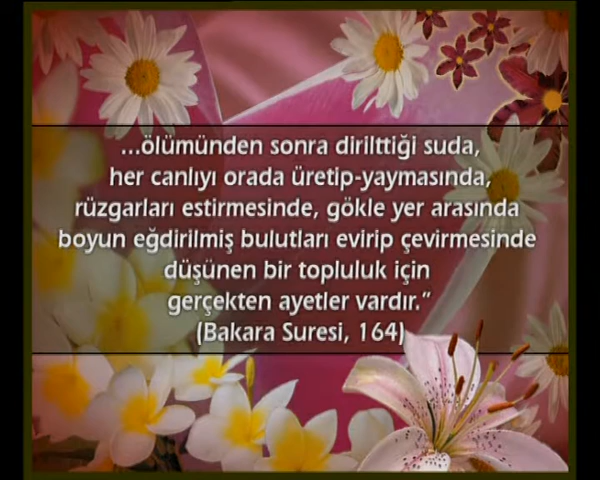 ...ölümünden sonra dirilttiği suda,
her canlıyı orada üretip-yaymasında,
rüzgarları estirmesinde, gökle yer arasında
boyun eğdirilmiş bulutları evirip çevirmesinde
düşünen bir topluluk için
gerçekten ayetler vardır.”
(Bakara Suresi, 164)